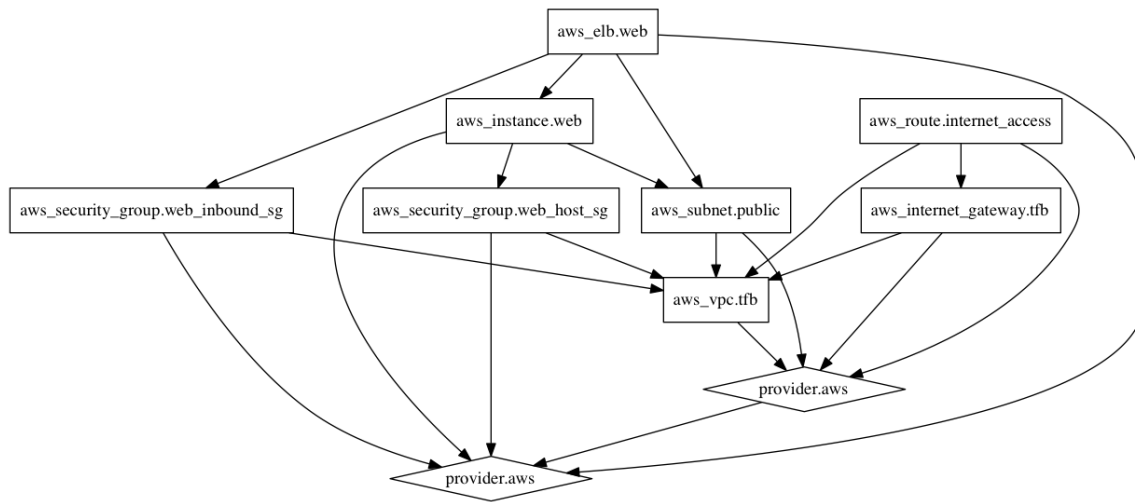 aws_elb.web
aws_instance.web
aws_route.internet_access
aws_security_group.web_inbound_sg
aws_security_group.web_host_sg
aws_subnet.public
aws_internet_gateway.tfb
aws_vpc.tfb
provider.aws
provider.aws